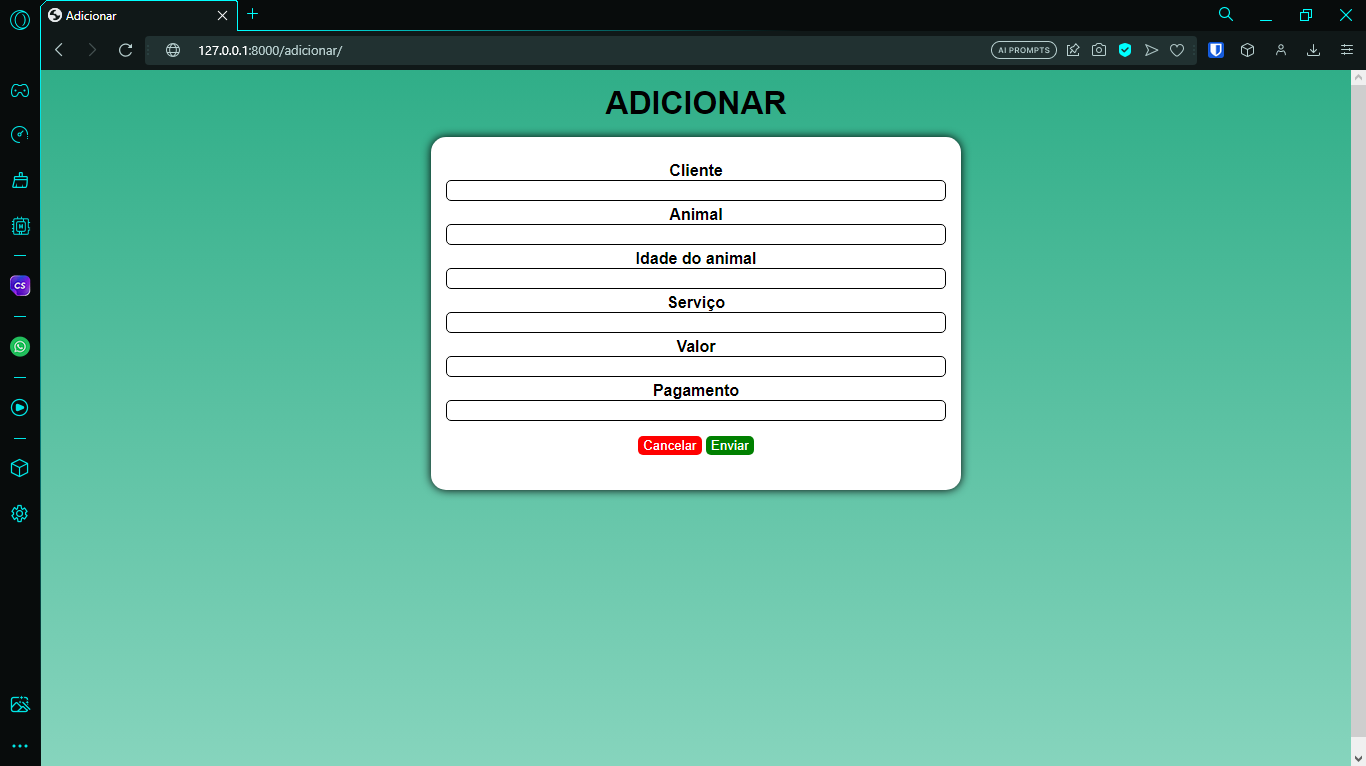 Adicionar
127.0.0.1:8000/adicionar/
AI PROMPTS
CS
ADICIONAR
Cliente
Animal
Idade do animal
Serviço
Valor
Pagamento
Cancelar Enviar